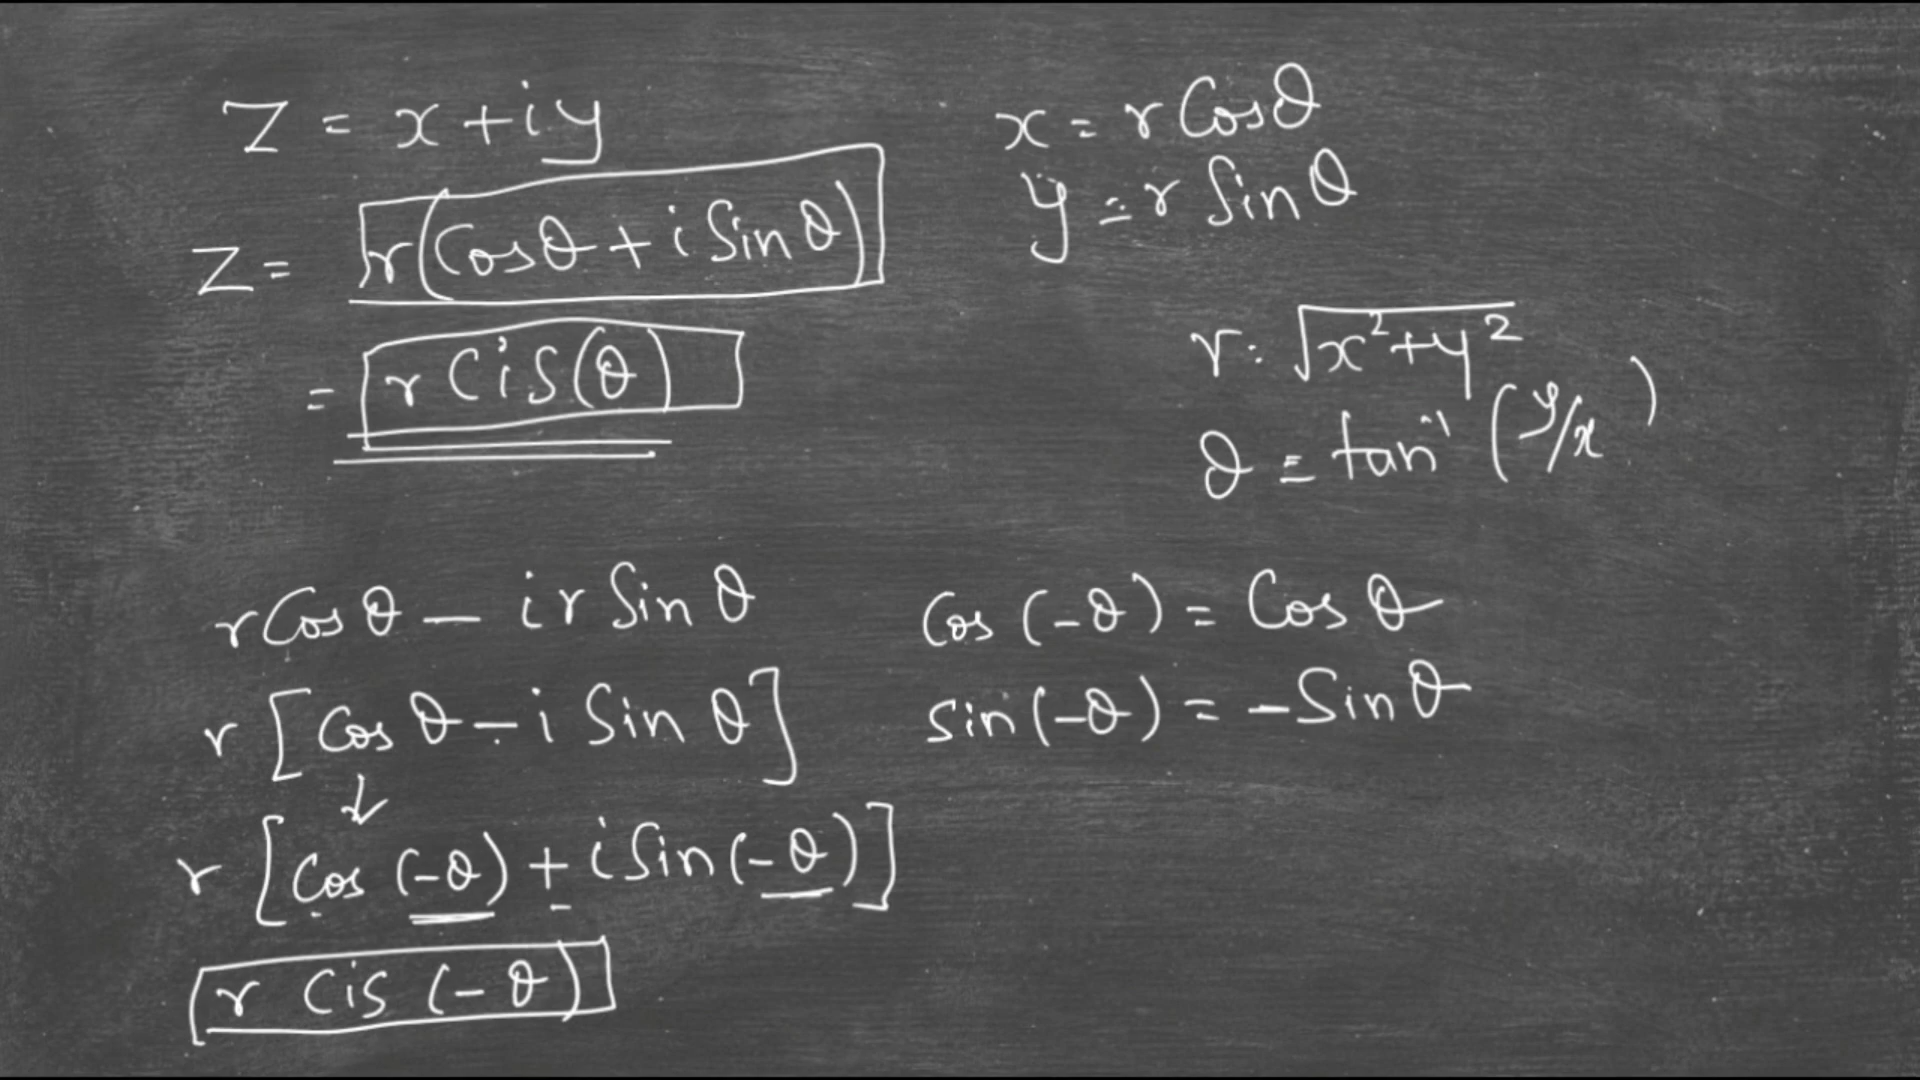 Z = x + iy
Z = r(Cosθ + i Sinθ)
= r CiS(θ)
x = r Cosθ
y = r Sinθ
r = √x²+y²
θ = tan⁻¹ (y/x)
r Cos θ – i r Sin θ
r [Cos θ – i Sin θ]
↓
r [Cos (-θ) + i Sin(-θ)]
r Cis (-θ)
Cos (-θ) = Cos θ
Sin (-θ) = -Sin θ